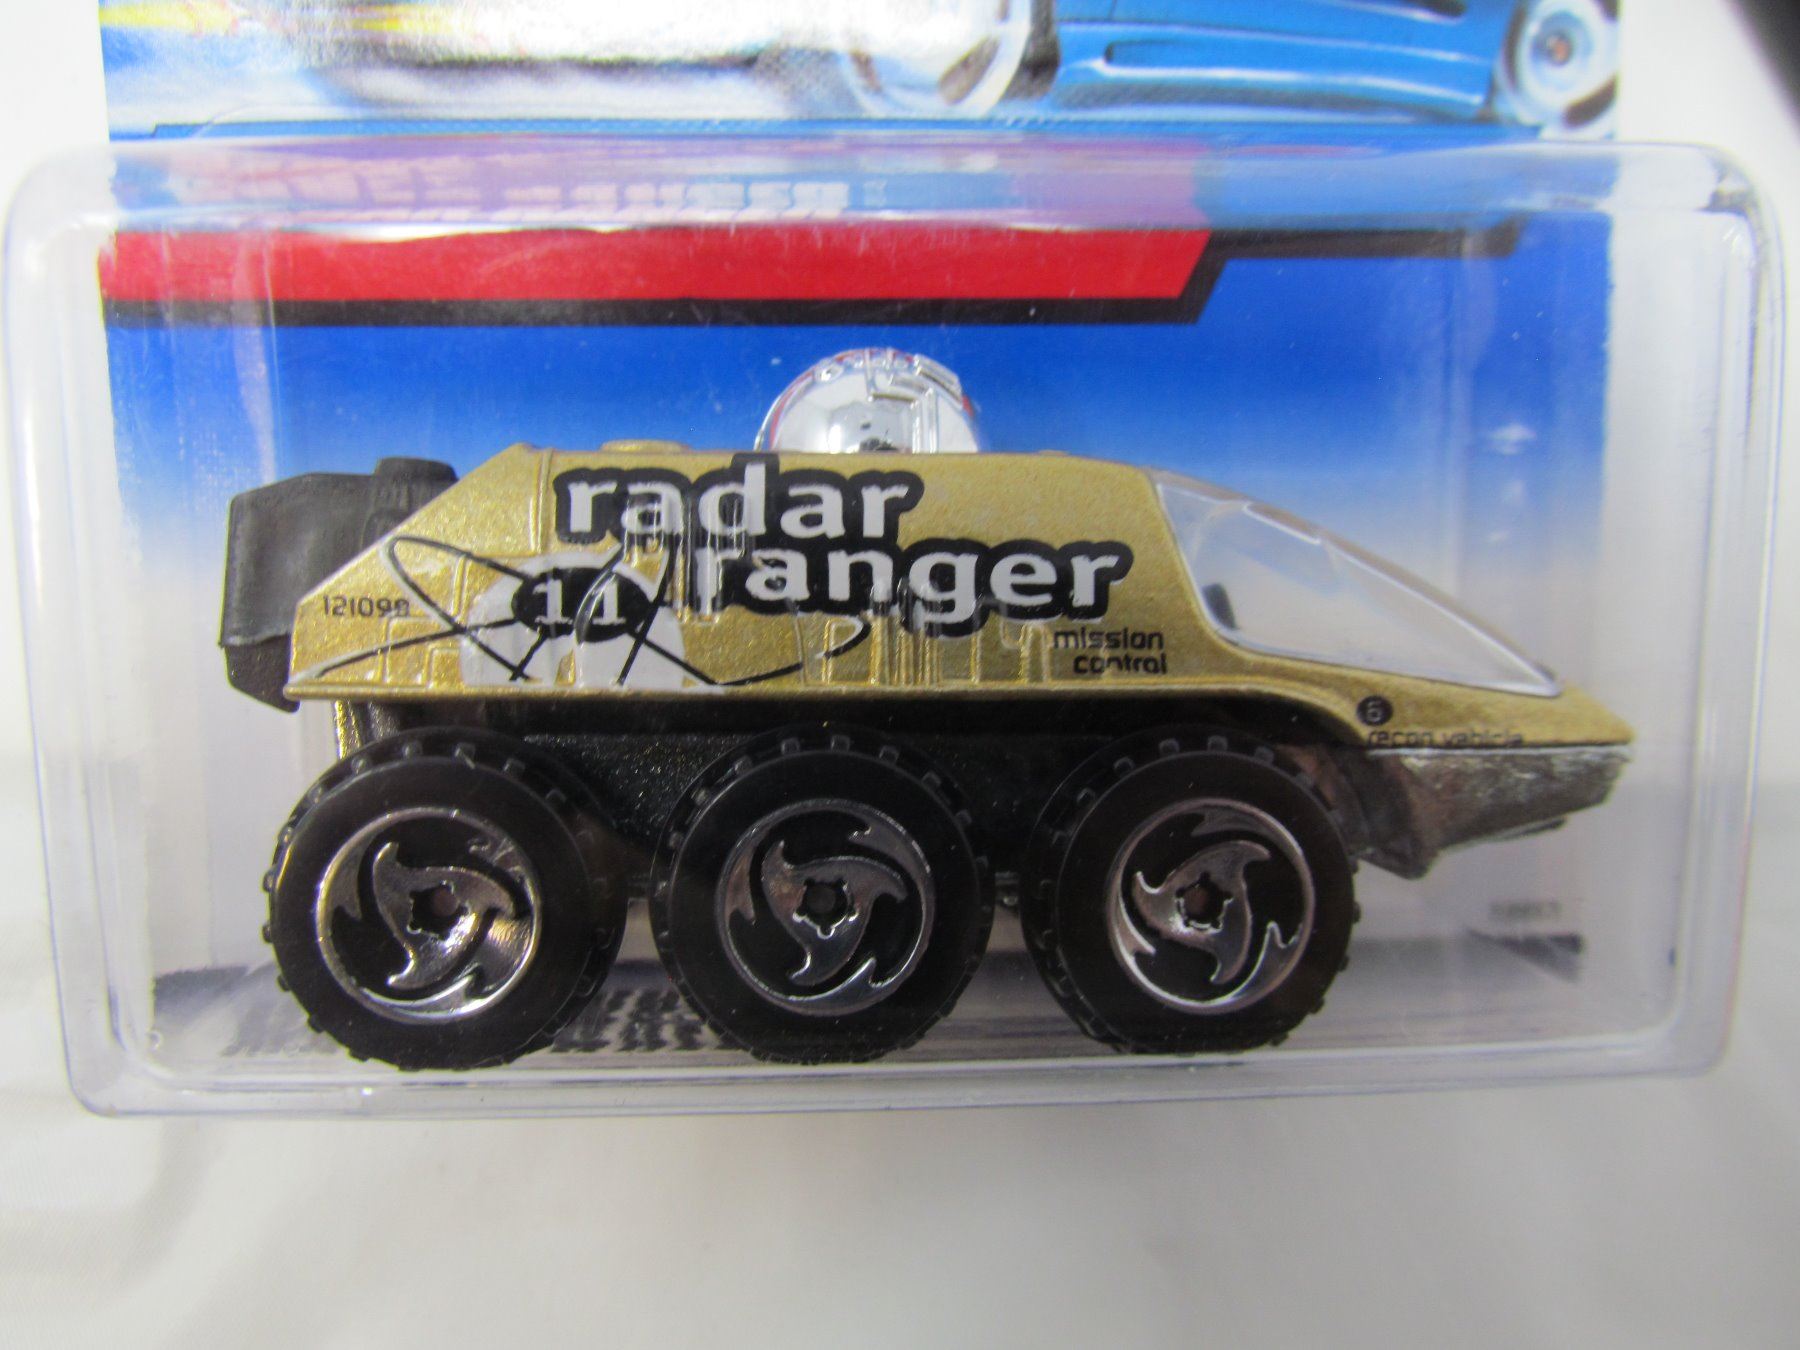 radar
ranger
11
121098
mission
control
6
recon vehicle